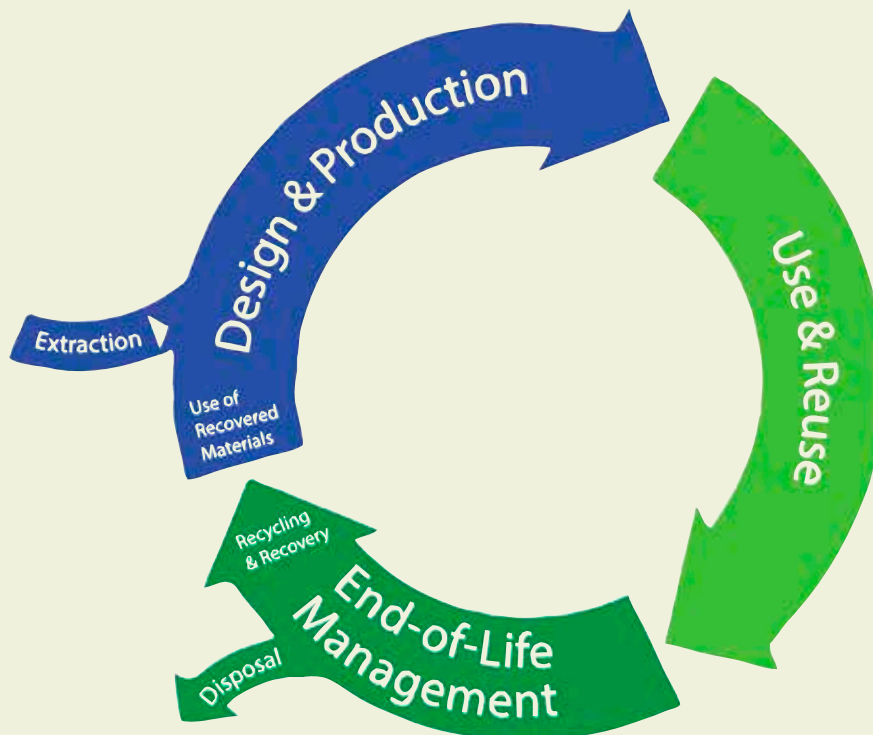 Design & Production
Use & Reuse
Extraction
Use of
Recovered
Materials
Recycling
& Recovery
End-of-Life
Management
Disposal